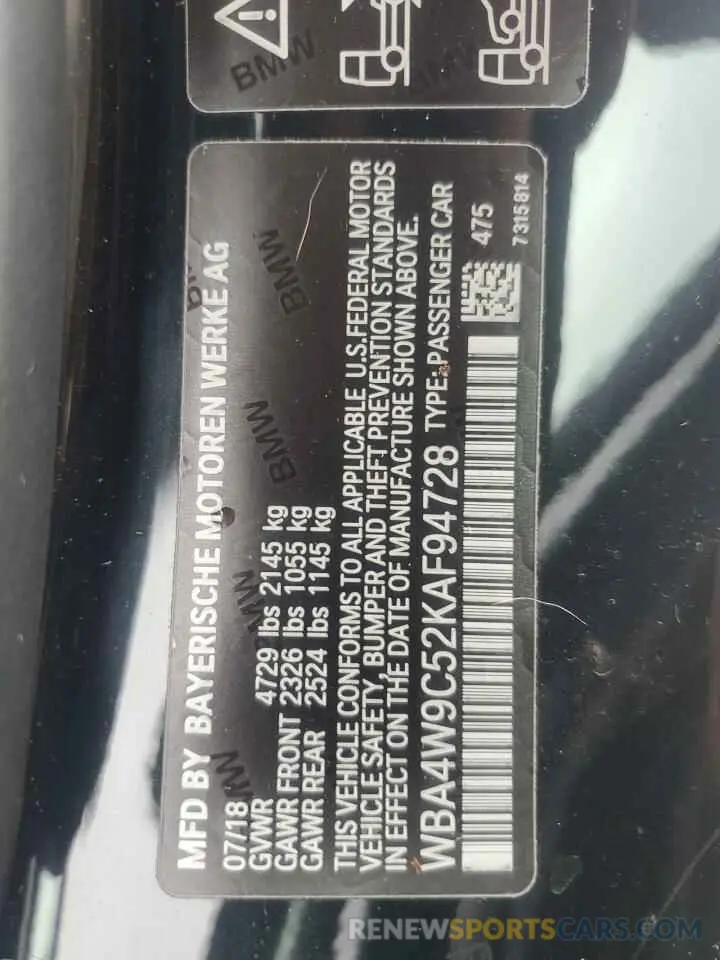 BMW
MFD BY BAYERISCHE MOTOREN WERKE AG
07/18
GVWR 4729 lbs 2145 kg
GAWR FRONT 2326 lbs 1055 kg
GAWR REAR 2524 lbs 1145 kg
THIS VEHICLE CONFORMS TO ALL APPLICABLE U.S.FEDERAL MOTOR
VEHICLE SAFETY, BUMPER AND THEFT PREVENTION STANDARDS
IN EFFECT ON THE DATE OF MANUFACTURE SHOWN ABOVE.
WBA4W9C52KAF94728 TYPE:PASSENGER CAR
475
7315814
BMW
BMW
BMW
RENEWSPORTSCARS.COM